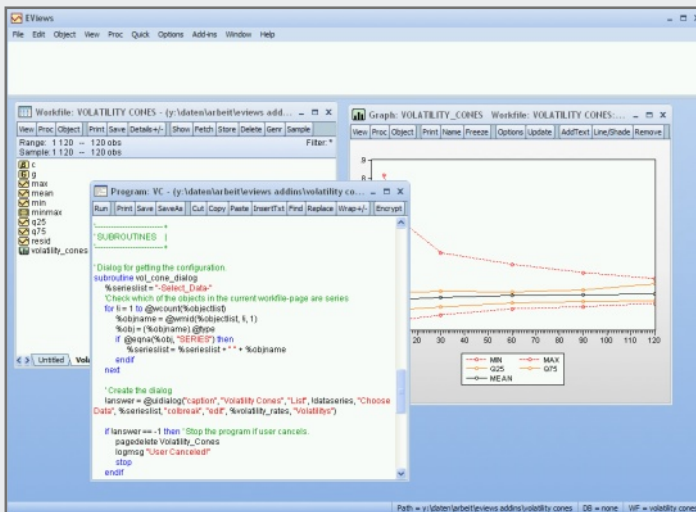 EViews
File Edit Object View Proc Quick Options Add-ins Window Help
Workfile: VOLATILITY CONES - (y:\daten\arbeit\eviews add...
View Proc Object Print Save Details+/- Show Fetch Store Delete Genr Sample
Range: 1 120 -- 120 obs Filter: *
Sample: 1 120 -- 120 obs
c
g
max
mean
min
minmax
q25
q75
resid
volatility_cones
Untitled Vola
Graph: VOLATILITY_CONES Workfile: VOLATILITY CONES:...
View Proc Object Print Name Freeze Options Update AddText Line/Shade Remove
9
8
20 30 40 50 60 70 80 90 100 110 120
MIN MAX
Q25 Q75
MEAN
Program: VC - (y:\daten\arbeit\eviews addins\volatility co...
Run Print Save SaveAs Cut Copy Paste InsertTxt Find Replace Wrap+/- Encrypt
'------------------------+
' SUBROUTINES |
'------------------------+
' Dialog for getting the configuration.
subroutine vol_cone_dialog
%serieslist = "-Select_Data-"
'Check which of the objects in the current workfile-page are series
for !i = 1 to @wcount(%objectlist)
%objname = @wmid(%objectlist, !i, 1)
%obj = {%objname}.@type
if @eqna(%obj, "SERIES") then
%serieslist = %serieslist + " " + %objname
endif
next
' Create the dialog
!answer = @uidialog("caption", "Volatility Cones", "List", !dataseries, "Choose
Data", %serieslist, "colbreak", "edit", %volatility_rates, "Volatilitys")
if !answer == -1 then 'Stop the program if user cancels.
pagedelete Volatility_Cones
logmsg "User Canceled!"
stop
endif
Path = y:\daten\arbeit\eviews addins\volatility cones DB = none WF = volatility cones